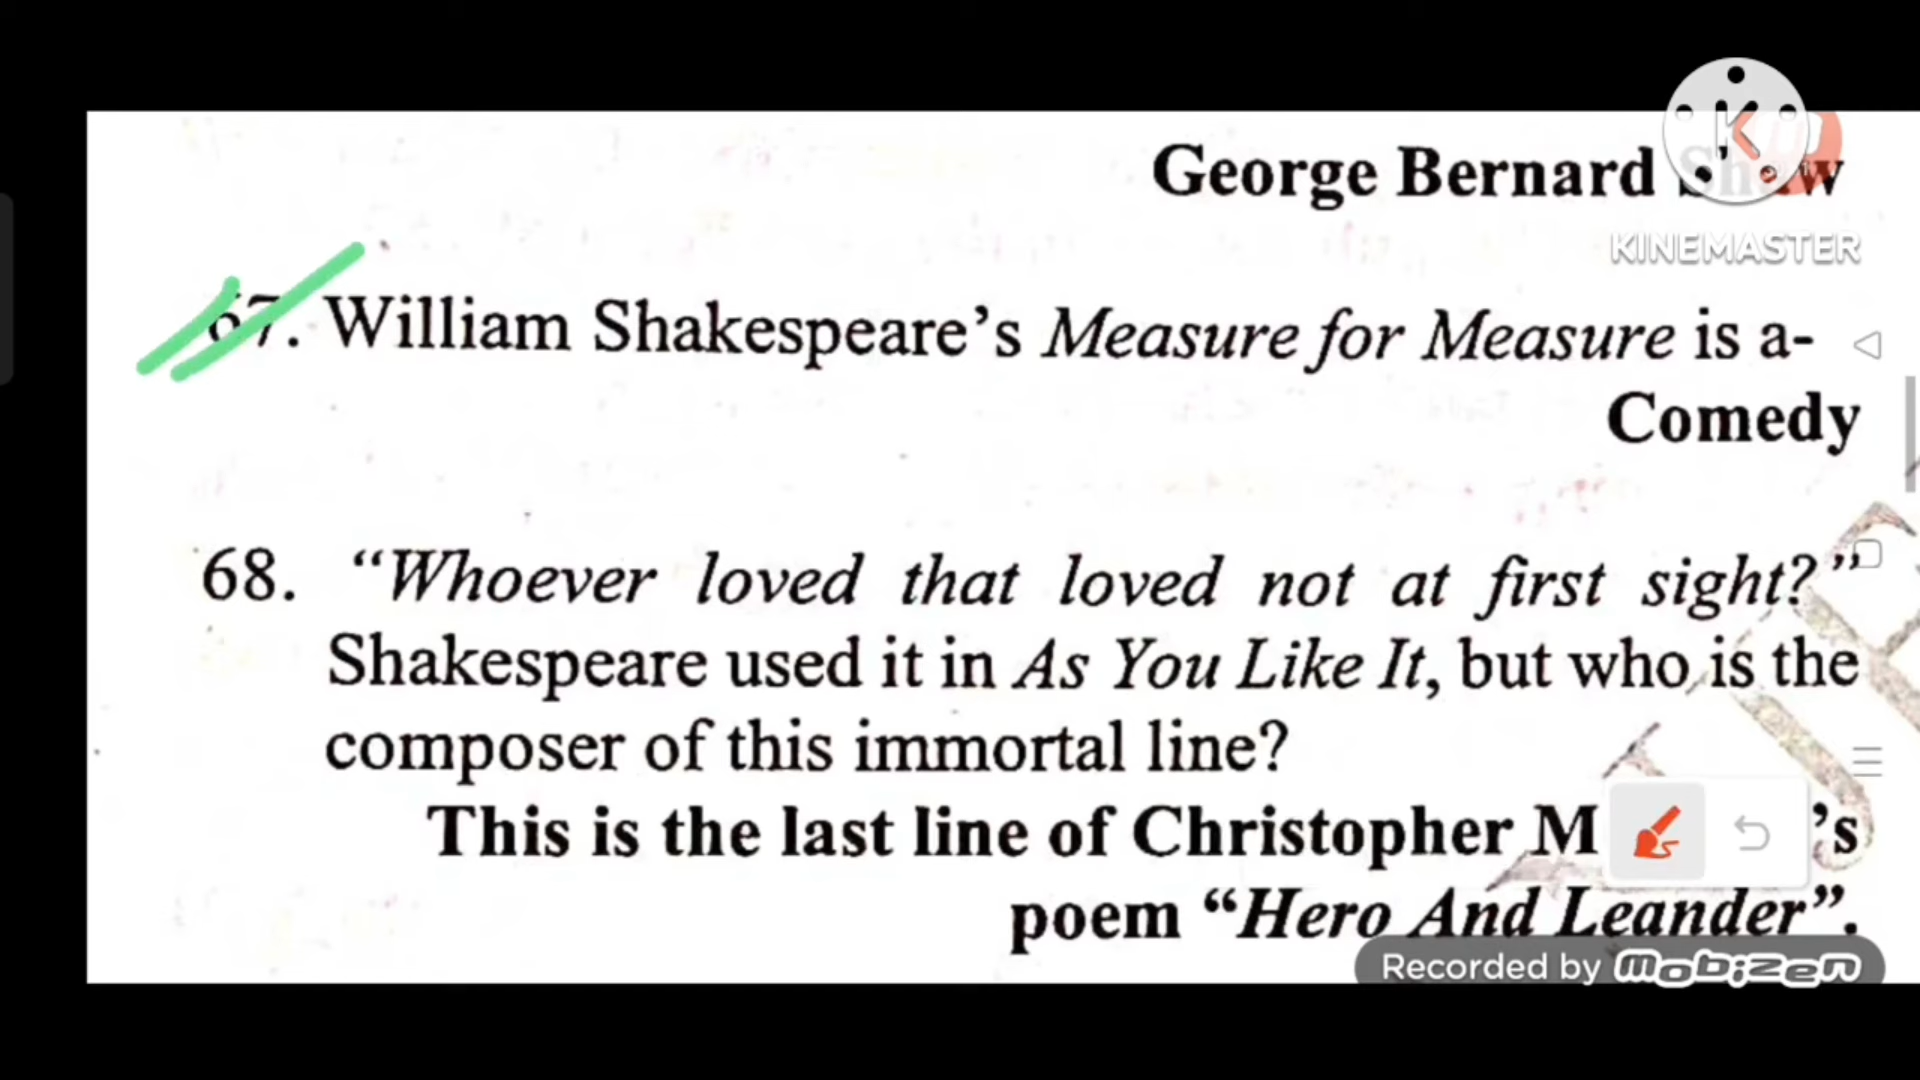 George Bernard Shaw
KINEMASTER
67. William Shakespeare's Measure for Measure is a-
Comedy
68. “Whoever loved that loved not at first sight?”
Shakespeare used it in As You Like It, but who is the
composer of this immortal line?
This is the last line of Christopher M 's
poem “Hero And Leander”.
Recorded by mobizen